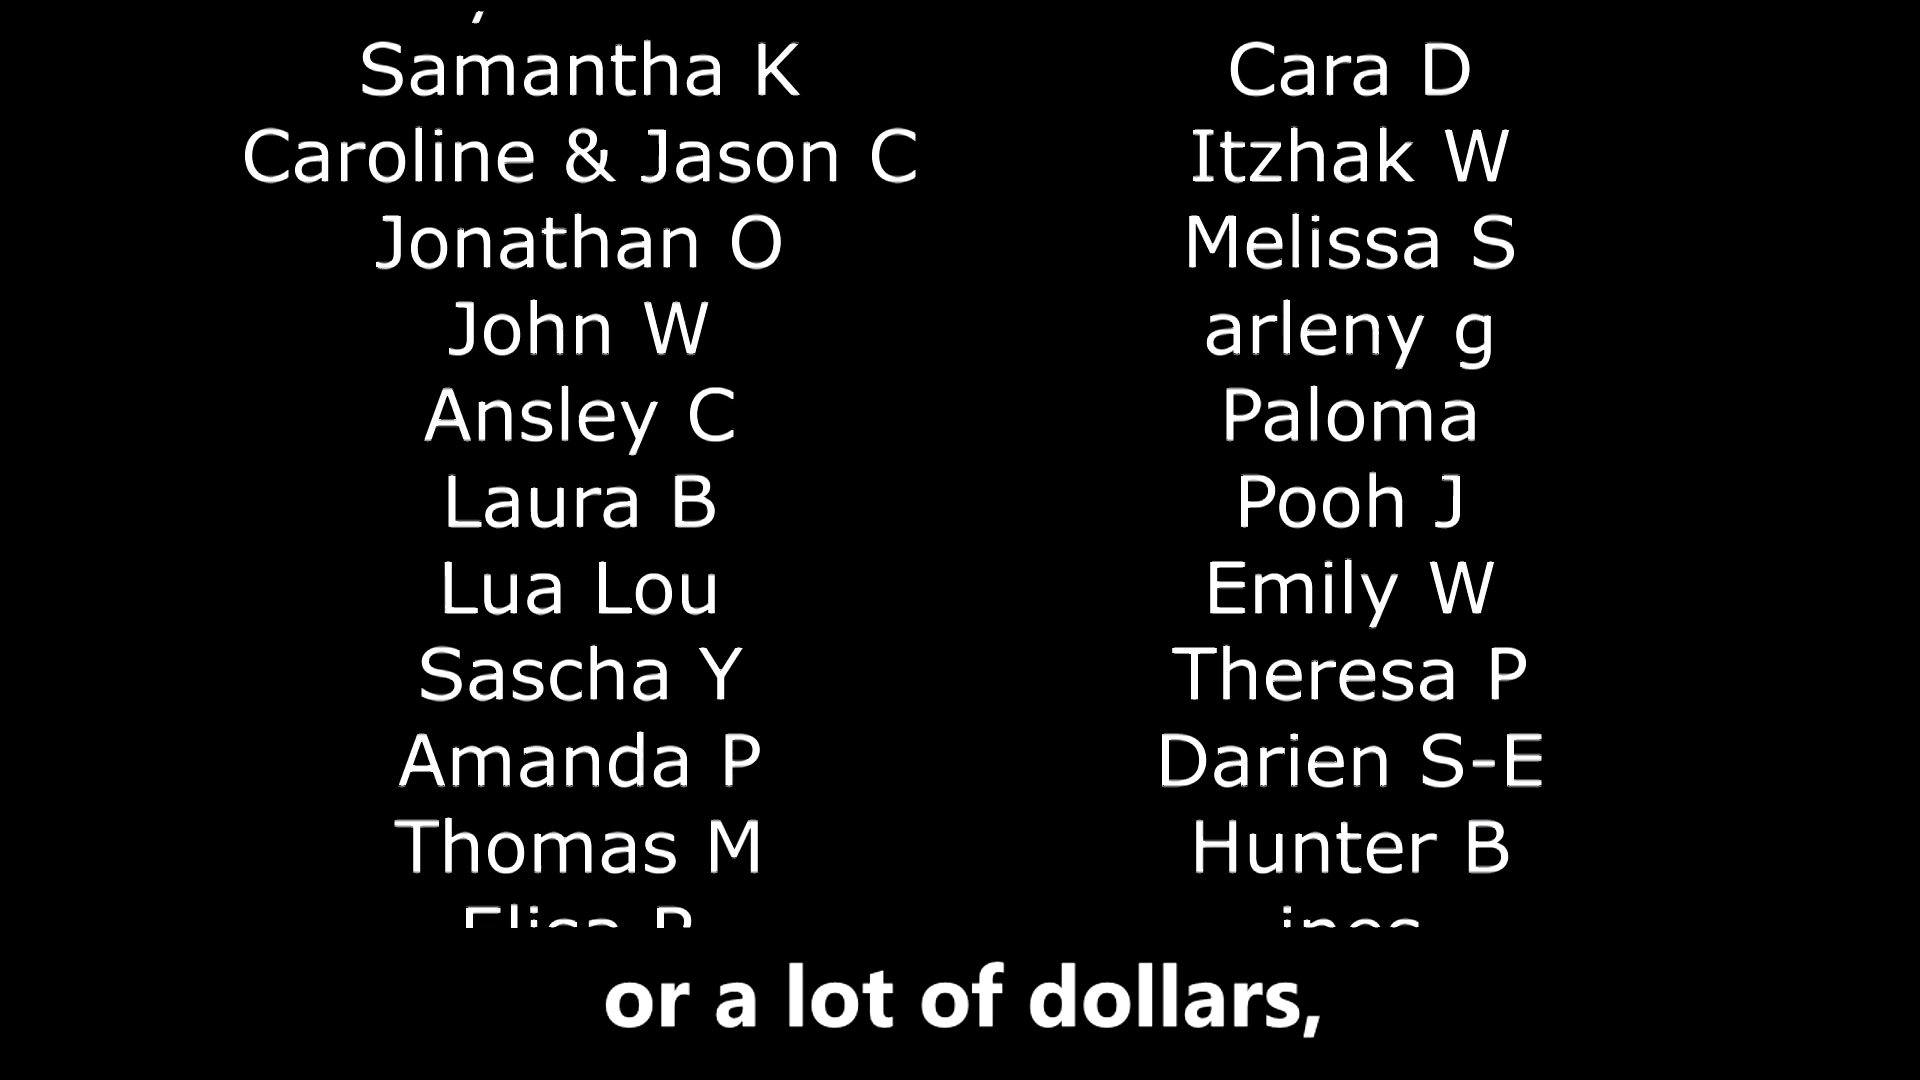 Samantha K
Caroline & Jason C
Jonathan O
John W
Ansley C
Laura B
Lua Lou
Sascha Y
Amanda P
Thomas M
Cara D
Itzhak W
Melissa S
arleny g
Paloma
Pooh J
Emily W
Theresa P
Darien S-E
Hunter B
or a lot of dollars,